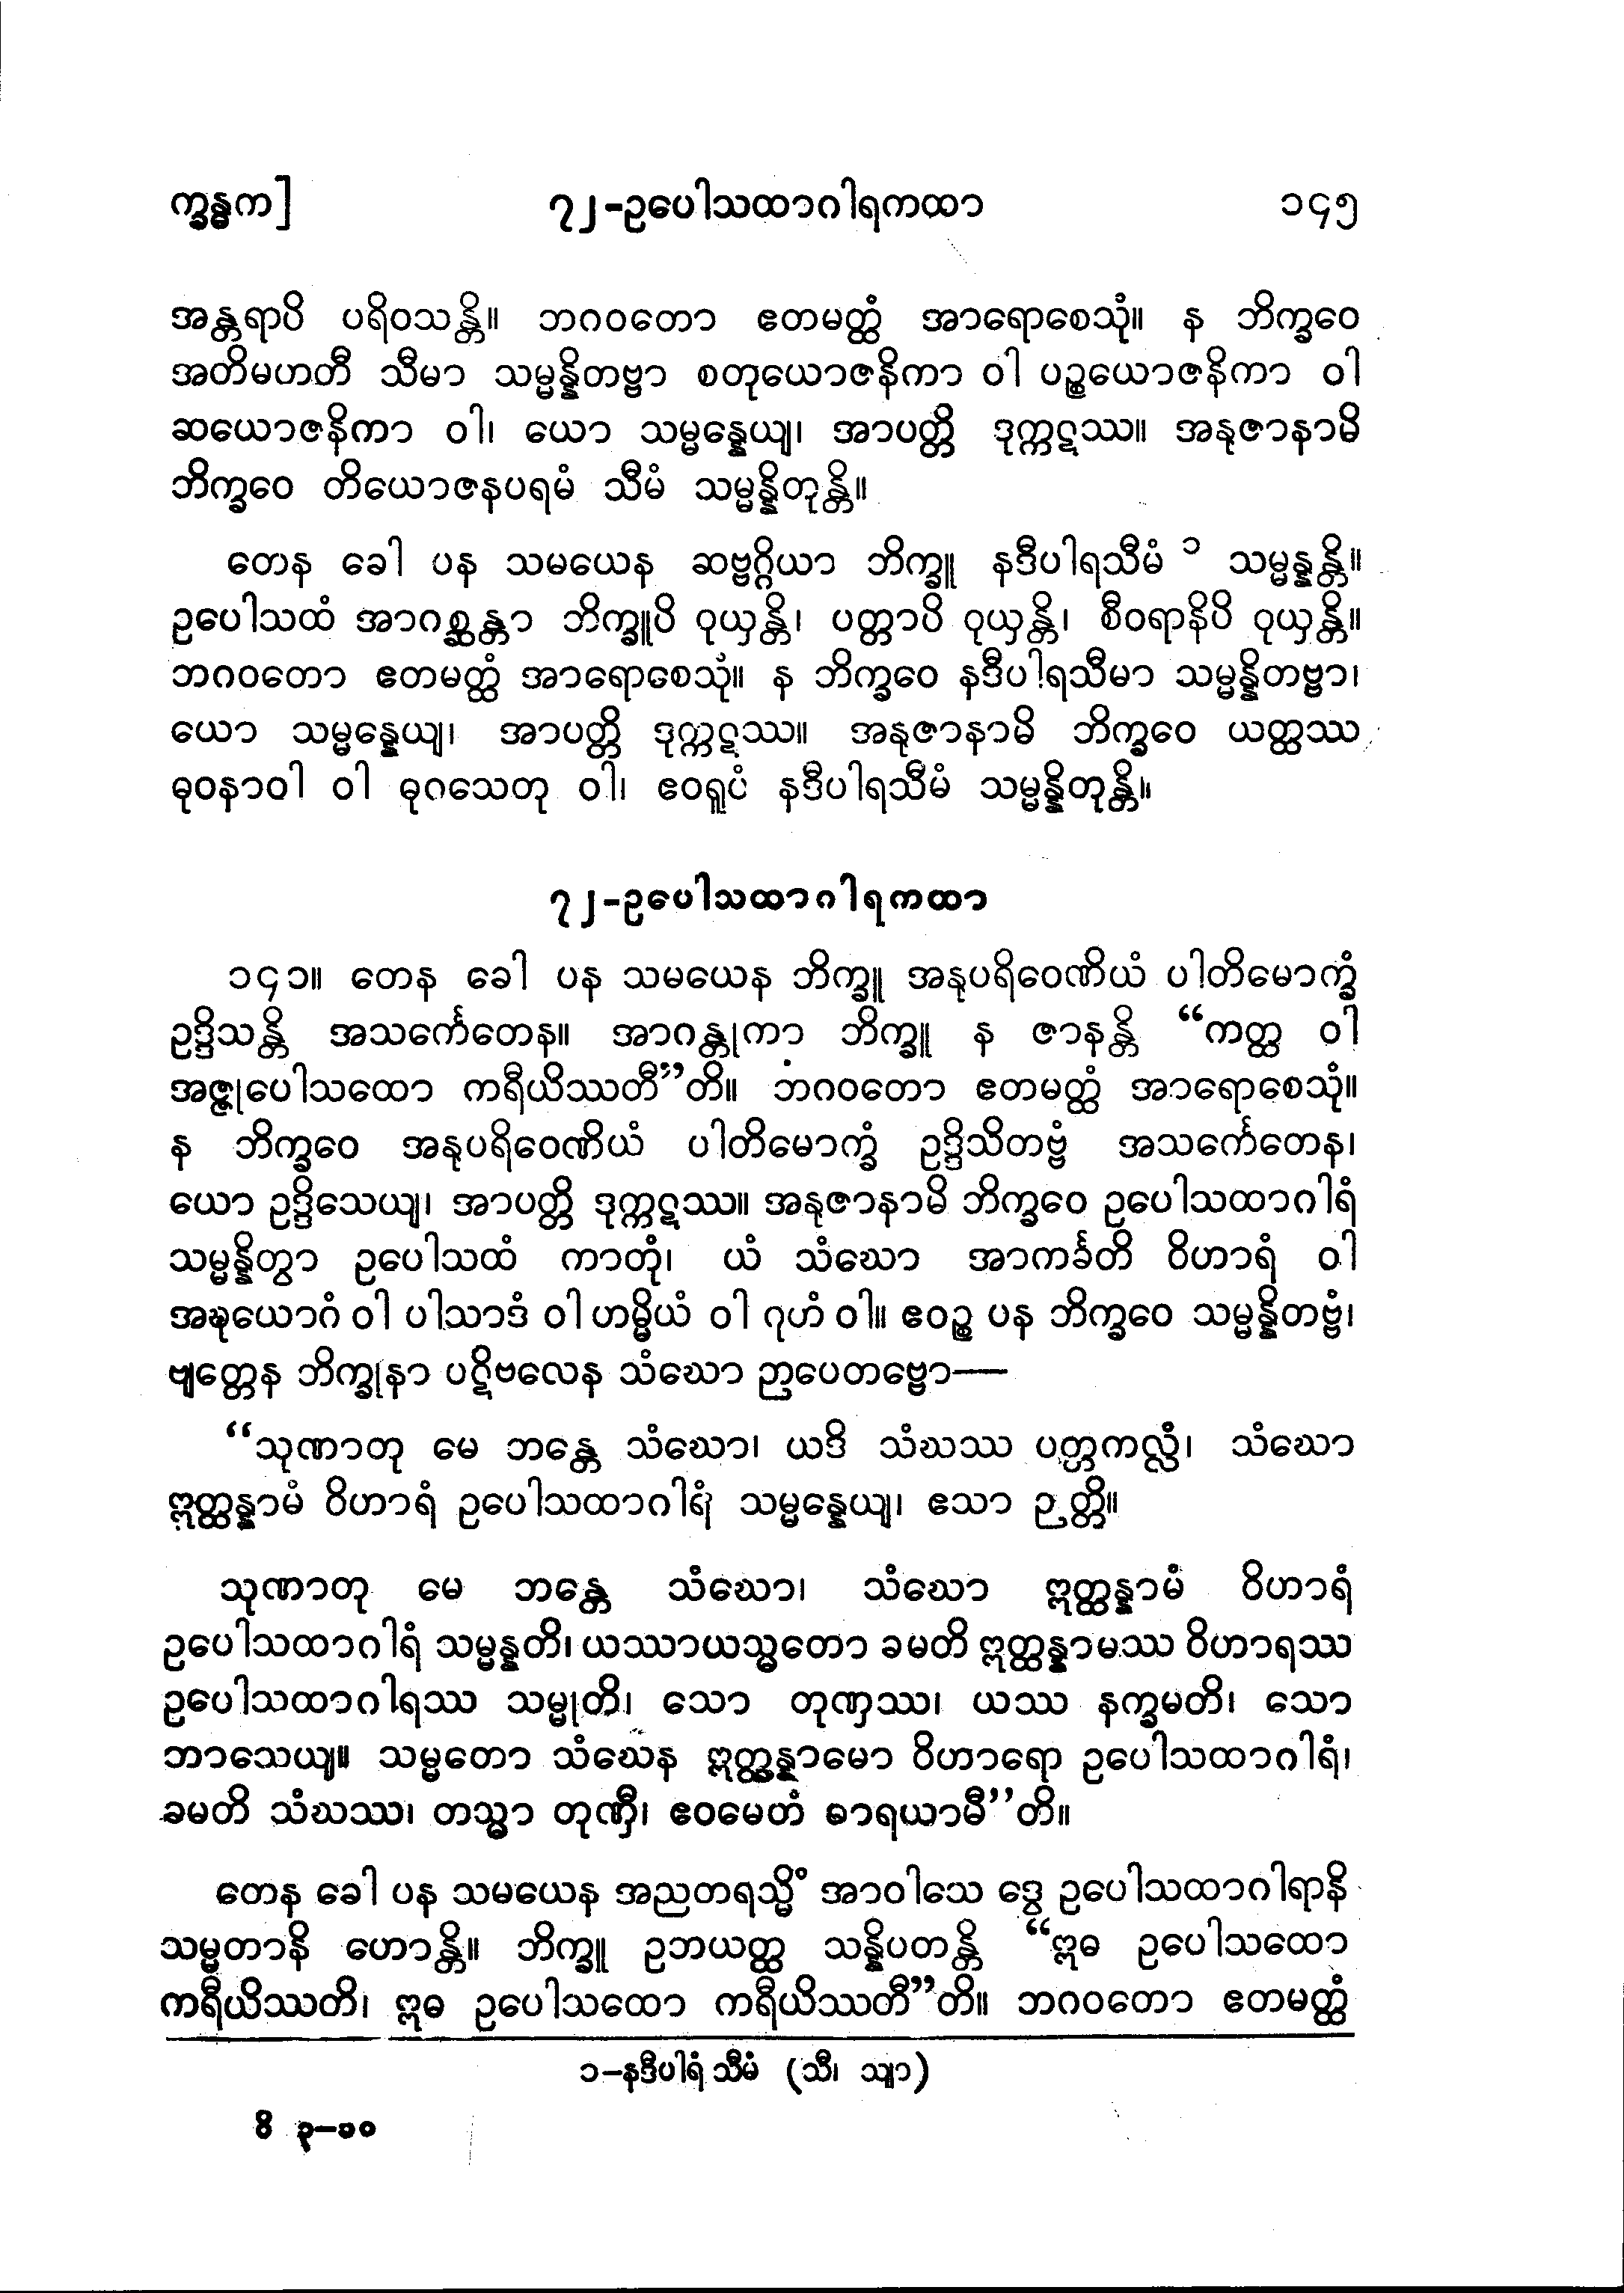 က္ခန္ဓက] ၇၂-ဥပေါသထာဂါရကထာ ၁၄၅
အန္တရာပိ ပရိဝသန္တိ။ ဘဂဝတော ဧတမတ္ထံ အာရောစေသုံ။ န ဘိက္ခဝေ
အတိမဟတီ သီမာ သမ္မန္နိတဗ္ဗာ စတုယောဇနိကာ ဝါ ပဉ္စယောဇနိကာ ဝါ
ဆယောဇနိကာ ဝါ၊ ယော သမ္မန္နေယျ၊ အာပတ္တိ ဒုက္ကဋဿ။ အနုဇာနာမိ
ဘိက္ခဝေ တိယောဇနပရမံ သီမံ သမ္မန္နိတုန္တိ။
တေန ခေါ ပန သမယေန ဆဗ္ဗဂ္ဂိယာ ဘိက္ခူ နဒီပါရသီမံ ၁ သမ္မန္နန္တိ။
ဥပေါသထံ အာဂစ္ဆန္တာ ဘိက္ခူပိ ဝုယှန္တိ၊ ပတ္တာပိ ဝုယှန္တိ၊ စီဝရာနိပိ ဝုယှန္တိ။
ဘဂဝတော ဧတမတ္ထံ အာရောစေသုံ။ န ဘိက္ခဝေ နဒီပါရသီမာ သမ္မန္နိတဗ္ဗာ၊
ယော သမ္မန္နေယျ၊ အာပတ္တိ ဒုက္ကဋဿ။ အနုဇာနာမိ ဘိက္ခဝေ ယတ္ထဿ
ဓုဝနာဝါ ဝါ ဓုဂသေတု ဝါ၊ ဧဝရူပံ နဒီပါရသီမံ သမ္မန္နိတုန္တိ။
၇၂-ဥပေါသထာဂါရကထာ
၁၄၁။ တေန ခေါ ပန သမယေန ဘိက္ခူ အနုပရိဝေဏိယံ ပါတိမောက္ခံ
ဥဒ္ဒိသန္တိ အသင်္ကေတေန။ အာဂန္တုကာ ဘိက္ခူ န ဇာနန္တိ “ကတ္ထ ဝါ
အဇ္ဇုပေါသထော ကရီယိဿတီ”တိ။ ဘဂဝတော ဧတမတ္ထံ အာရောစေသုံ။
န ဘိက္ခဝေ အနုပရိဝေဏိယံ ပါတိမောက္ခံ ဥဒ္ဒိသိတဗ္ဗံ အသင်္ကေတေန၊
ယော ဥဒ္ဒိသေယျ၊ အာပတ္တိ ဒုက္ကဋဿ။ အနုဇာနာမိ ဘိက္ခဝေ ဥပေါသထာဂါရံ
သမ္မန္နိတွာ ဥပေါသထံ ကာတုံ၊ ယံ သံဃော အာကင်္ခတိ ဝိဟာရံ ဝါ
အဍ္ဎယောဂံ ဝါ ပါသာဒံ ဝါ ဟမ္မိယံ ဝါ ဂုဟံ ဝါ။ ဧဝဉ္စ ပန ဘိက္ခဝေ သမ္မန္နိတဗ္ဗံ၊
ဗျတ္တေန ဘိက္ခုနာ ပဋိဗလေန သံဃော ဉာပေတဗ္ဗော—
“သုဏာတု မေ ဘန္တေ သံဃော၊ ယဒိ သံဃဿ ပတ္တကလ္လံ၊ သံဃော
ဣတ္ထန္နာမံ ဝိဟာရံ ဥပေါသထာဂါရံ သမ္မန္နေယျ၊ ဧသာ ဉတ္တိ။
သုဏာတု မေ ဘန္တေ သံဃော၊ သံဃော ဣတ္ထန္နာမံ ဝိဟာရံ
ဥပေါသထာဂါရံ သမ္မန္နတိ၊ ယဿာယသ္မတော ခမတိ ဣတ္ထန္နာမဿ ဝိဟာရဿ
ဥပေါသထာဂါရဿ သမ္မုတိ၊ သော တုဏှဿ၊ ယဿ နက္ခမတိ၊ သော
ဘာသေယျ။ သမ္မတော သံဃေန ဣတ္ထန္နာမော ဝိဟာရော ဥပေါသထာဂါရံ၊
ခမတိ သံဃဿ၊ တသ္မာ တုဏှီ၊ ဧဝမေတံ ဓာရယာမီ’’တိ။
တေန ခေါ ပန သမယေန အညတရသ္မိံ အာဝါသေ ဒွေ ဥပေါသထာဂါရာနိ
သမ္မတာနိ ဟောန္တိ။ ဘိက္ခူ ဥဘယတ္ထ သန္နိပတန္တိ “ဣဓ ဥပေါသထော
ကရီယိဿတိ၊ ဣဓ ဥပေါသထော ကရီယိဿတီ”တိ။ ဘဂဝတော ဧတမတ္ထံ
၁–နဒီပါရံ သီမံ (သီ၊ သျာ)
ဝိ ၃–၁၀